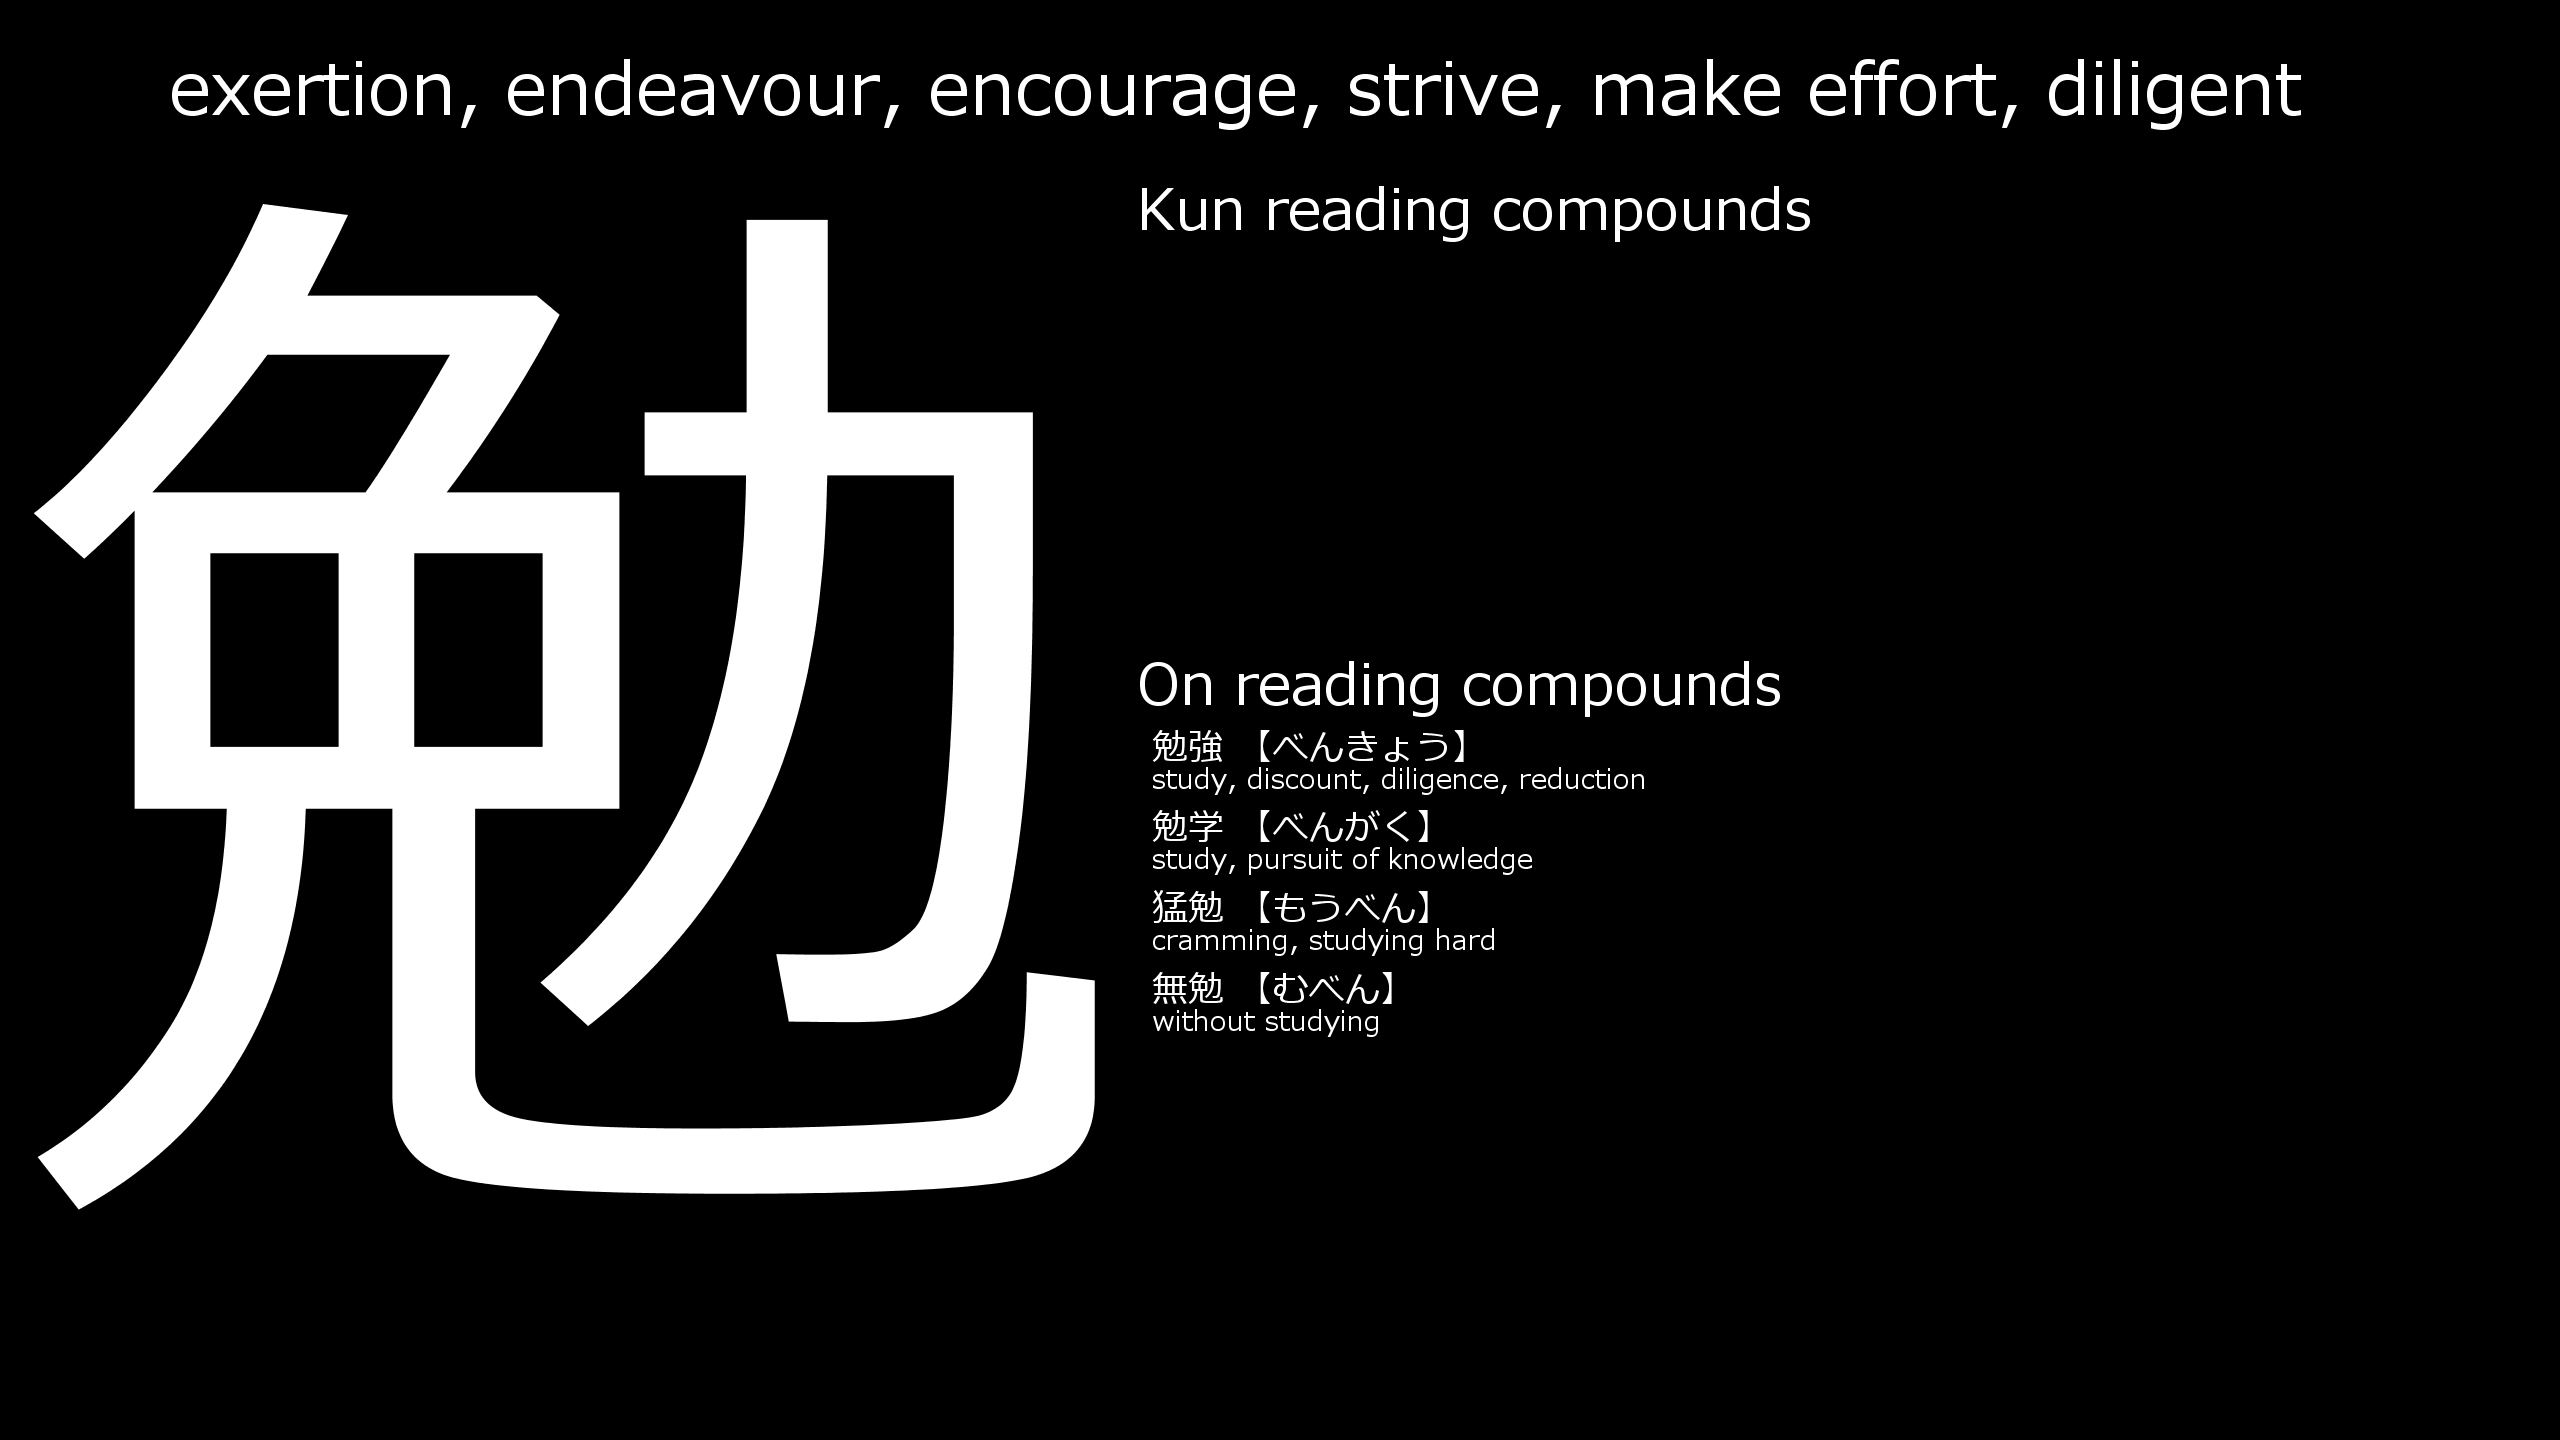 exertion, endeavour, encourage, strive, make effort, diligent
勉
Kun reading compounds
On reading compounds
勉強 【べんきょう】
study, discount, diligence, reduction
勉学 【べんがく】
study, pursuit of knowledge
猛勉 【もうべん】
cramming, studying hard
無勉 【むべん】
without studying